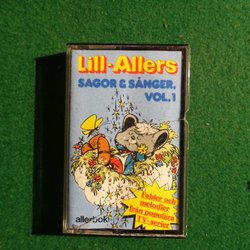 Lill-Allers
SAGOR & SÅNGER,
VOL.1
Fabler och
melodier
från populära
TV-serier
allerbok